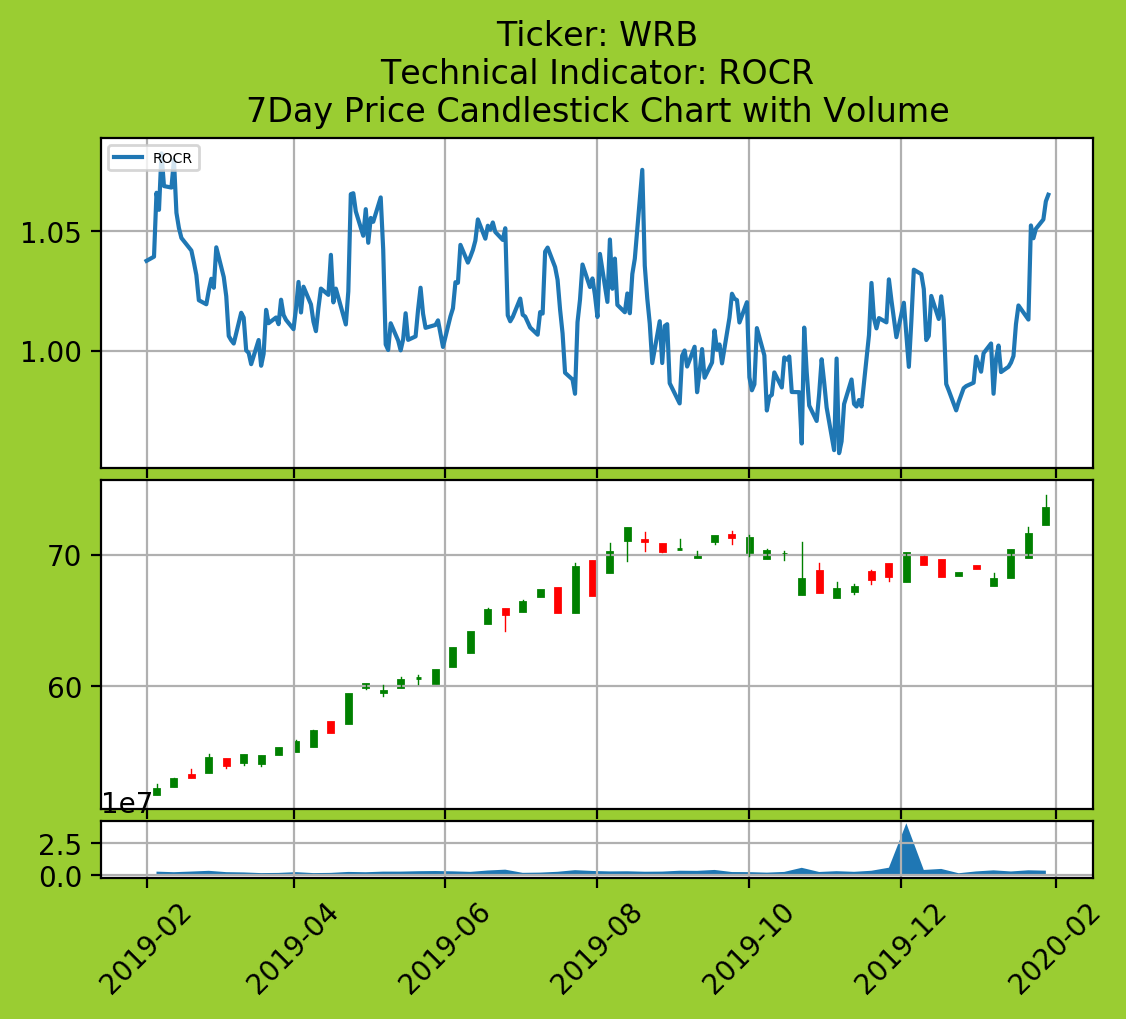 Ticker: WRB
Technical Indicator: ROCR
7Day Price Candlestick Chart with Volume
ROCR
1.05
1.00
70
60
1e7
2.5
0.0
2019-02
2019-04
2019-06
2019-08
2019-10
2019-12
2020-02